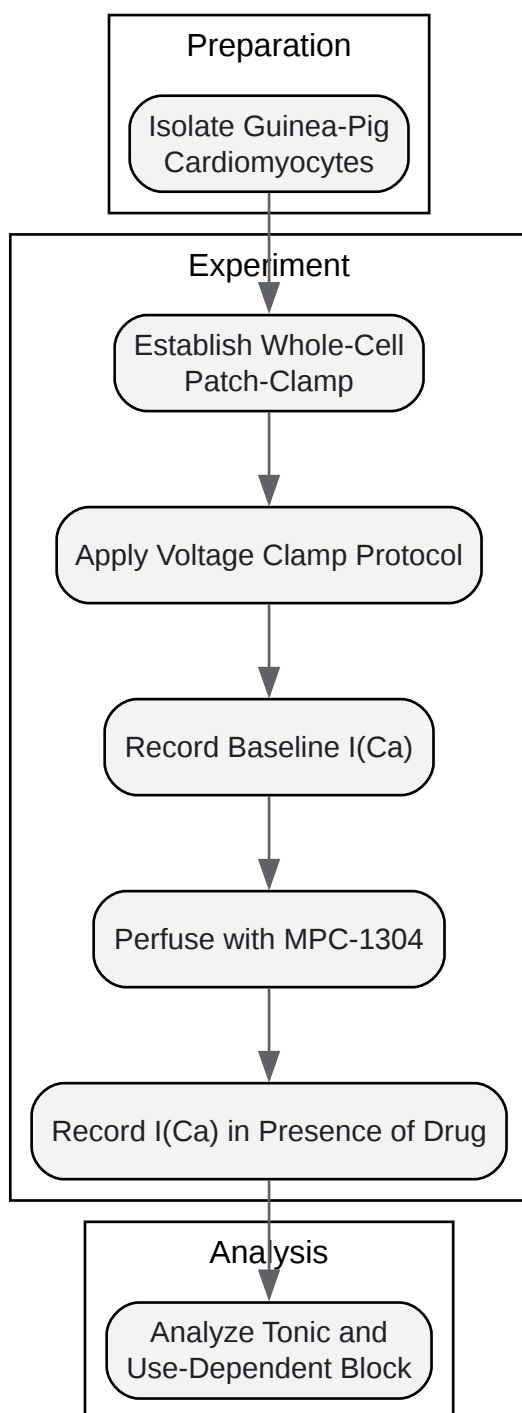 Preparation
Isolate Guinea-Pig
Cardiomyocytes
Experiment
Establish Whole-Cell
Patch-Clamp
Apply Voltage Clamp Protocol
Record Baseline I(Ca)
Perfuse with MPC-1304
Record I(Ca) in Presence of Drug
Analysis
Analyze Tonic and
Use-Dependent Block